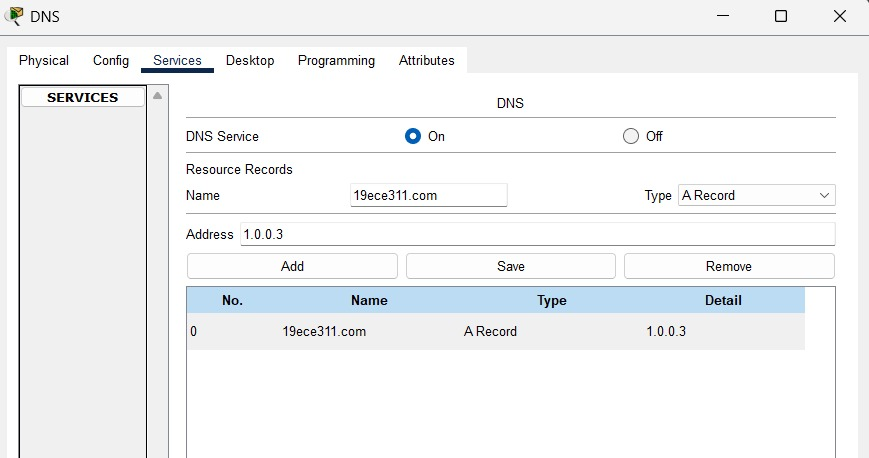 DNS
Physical Config Services Desktop Programming Attributes
SERVICES
DNS
DNS Service On Off
Resource Records
Name 19ece311.com Type A Record
Address 1.0.0.3
Add Save Remove
No. Name Type Detail
0 19ece311.com A Record 1.0.0.3